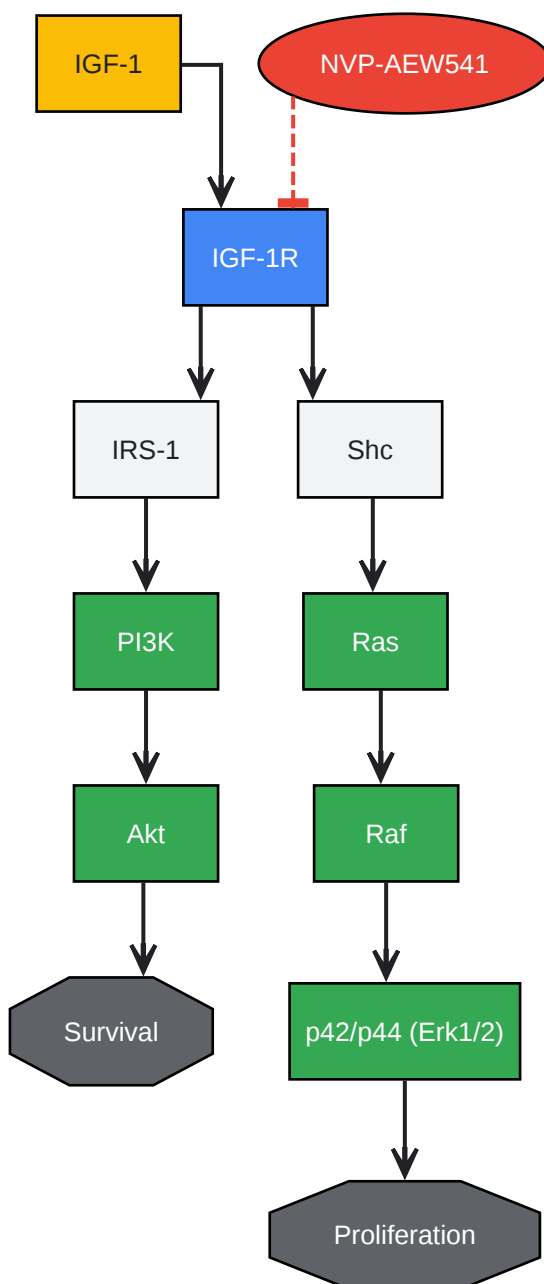 IGF-1
NVP-AEW541
IGF-1R
IRS-1
Shc
PI3K
Ras
Akt
Raf
Survival
p42/p44 (Erk1/2)
Proliferation